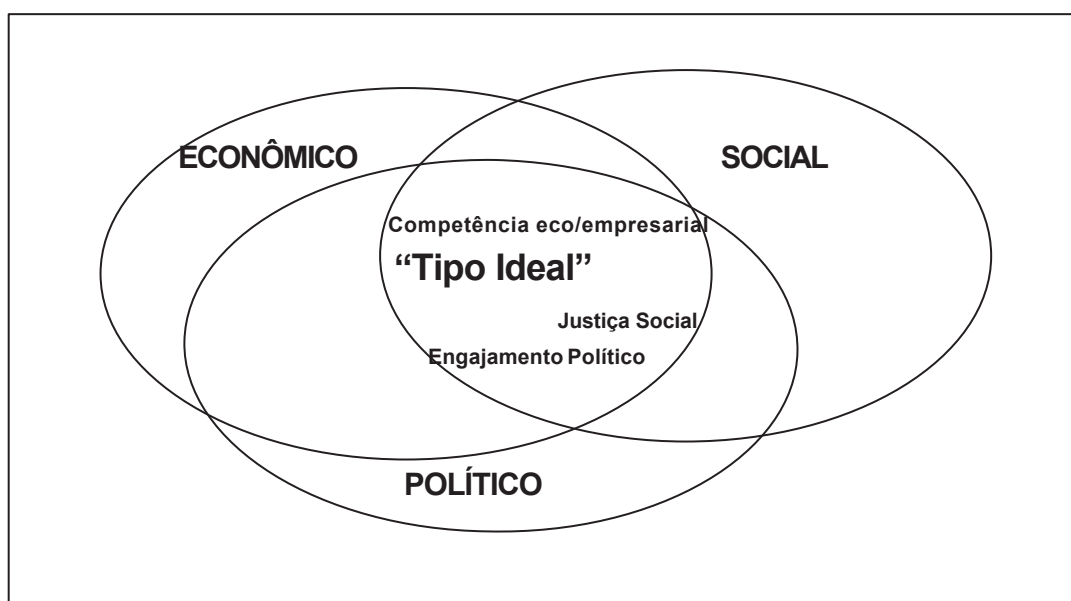 ECONÔMICO
SOCIAL
Competência eco/empresarial
“Tipo Ideal”
Justiça Social
Engajamento Político
POLÍTICO